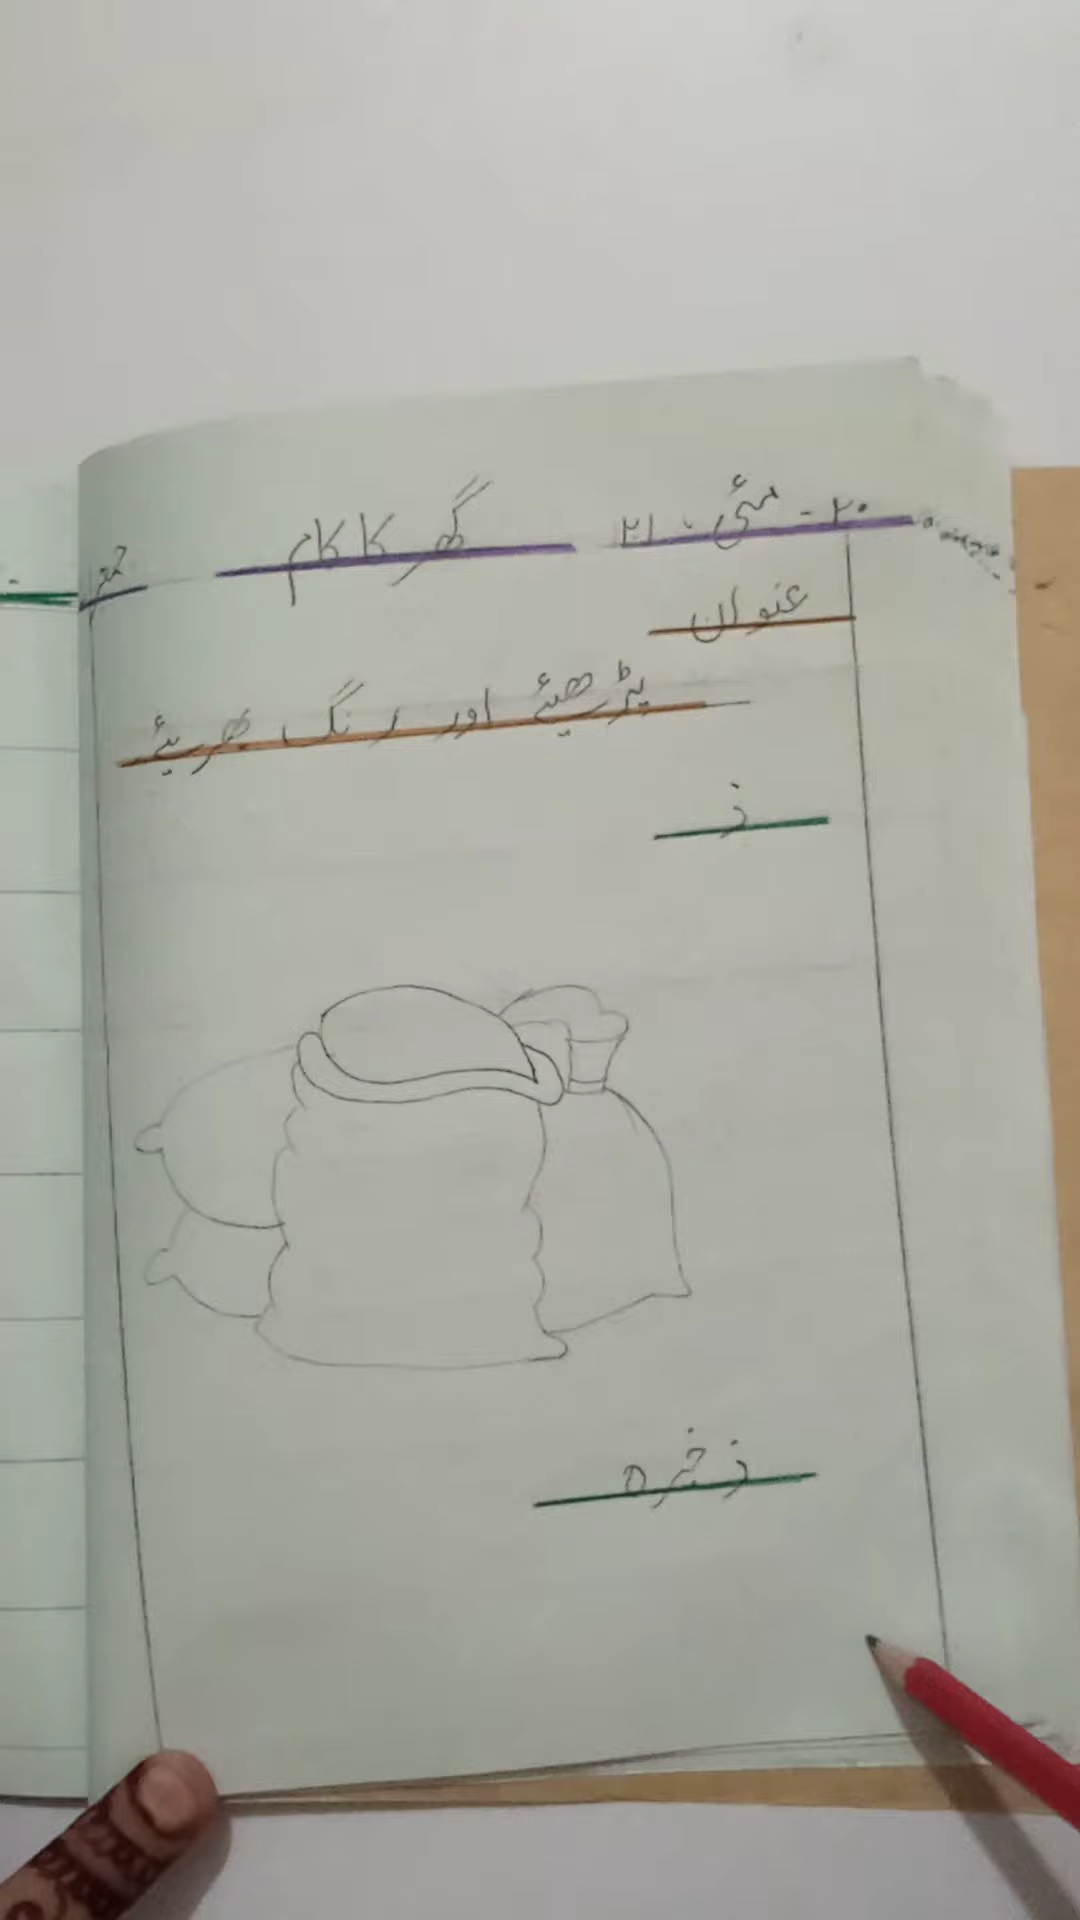 ۲۰ - مئی - ۲۱ گھر کا کام
عنوان
پڑھیئے اور رنگ بھریئے
ذ
ذخیرہ